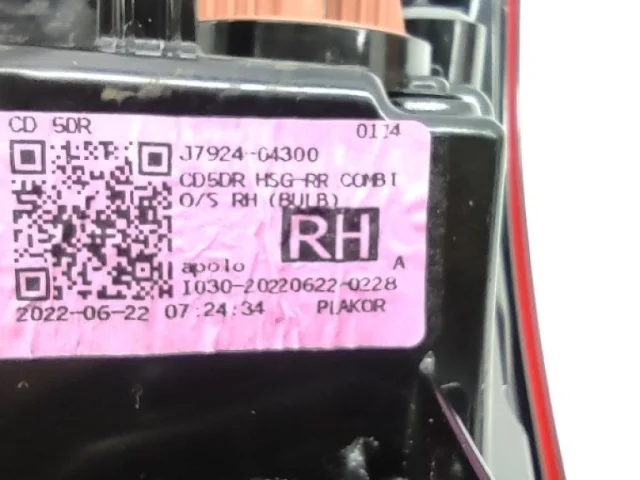 CD 5DR 0114
J7924-G4300
CD5DR HSG-RR COMBI
O/S RH (BULB)
RH
apolo A
I030-20220622-0228
2022-06-22 07:24:34 PLAKOR